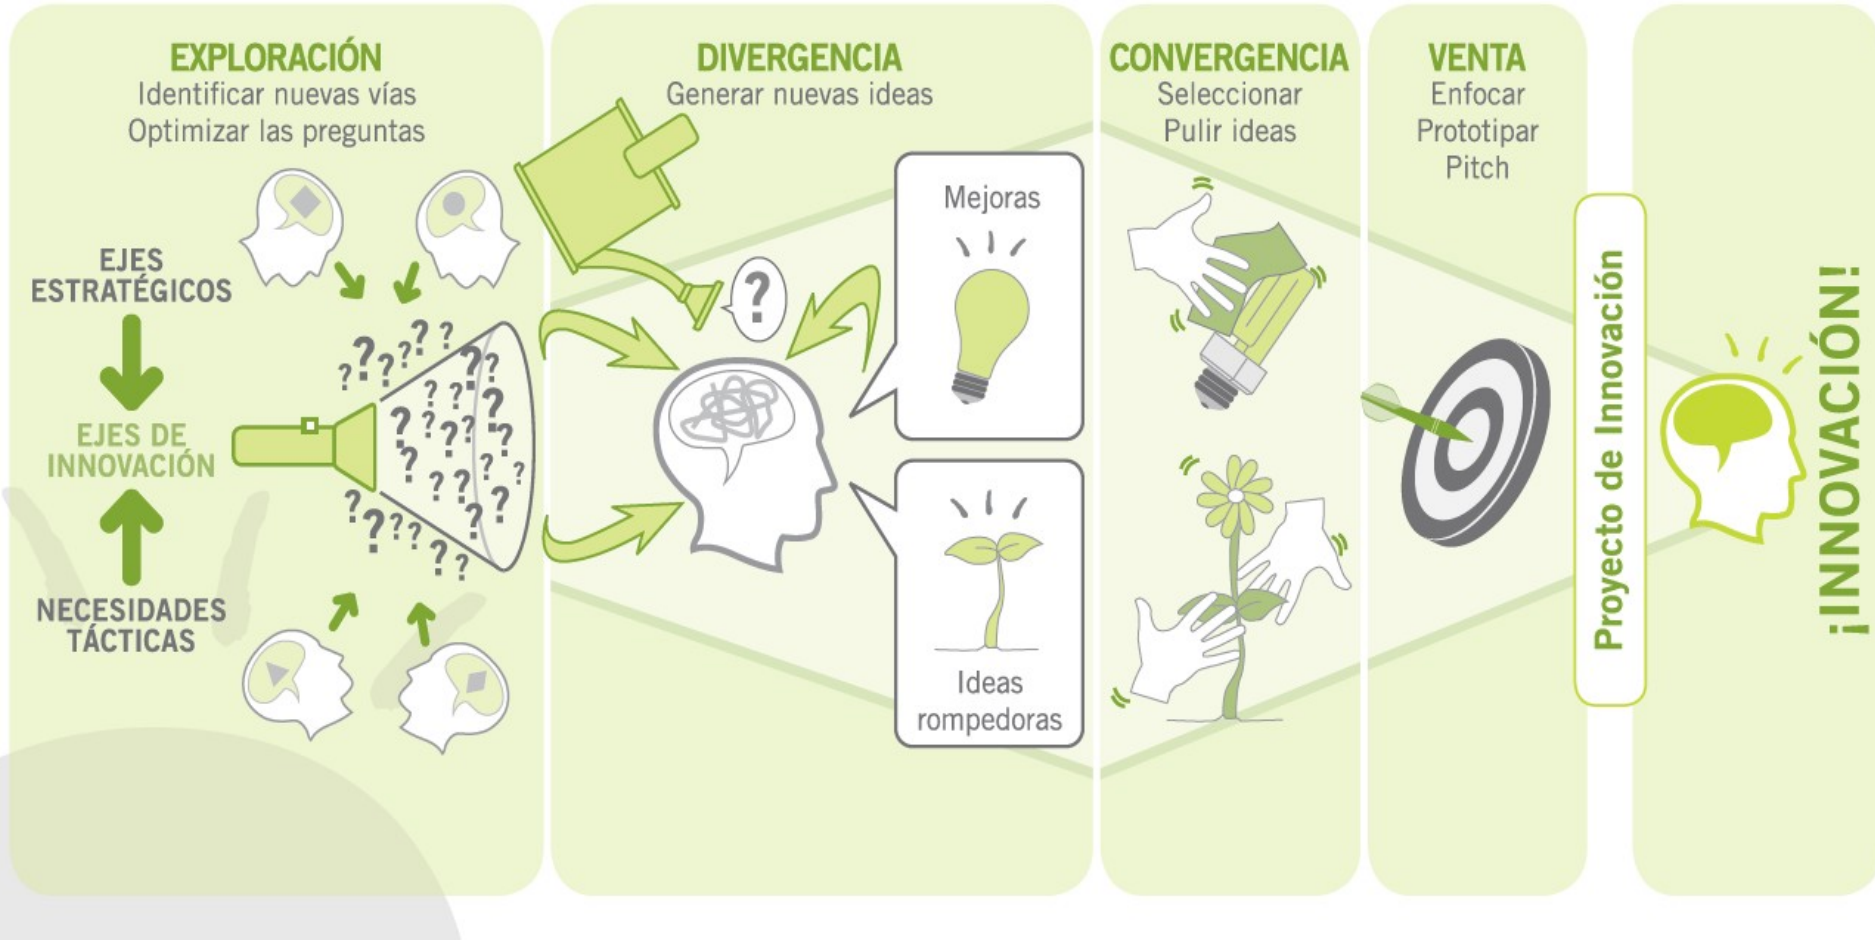 EXPLORACIÓN
Identificar nuevas vías
Optimizar las preguntas
EJES
ESTRATÉGICOS
EJES DE
INNOVACIÓN
NECESIDADES
TÁCTICAS
? ? ? ? ? ?
? ? ? ? ? ? ? ? ? ? ? ? ? ? ? ? ?
? ? ? ? ? ?
DIVERGENCIA
Generar nuevas ideas
?
Mejoras
Ideas
rompedoras
CONVERGENCIA
Seleccionar
Pulir ideas
VENTA
Enfocar
Prototipar
Pitch
Proyecto de Innovación
¡INNOVACIÓN!